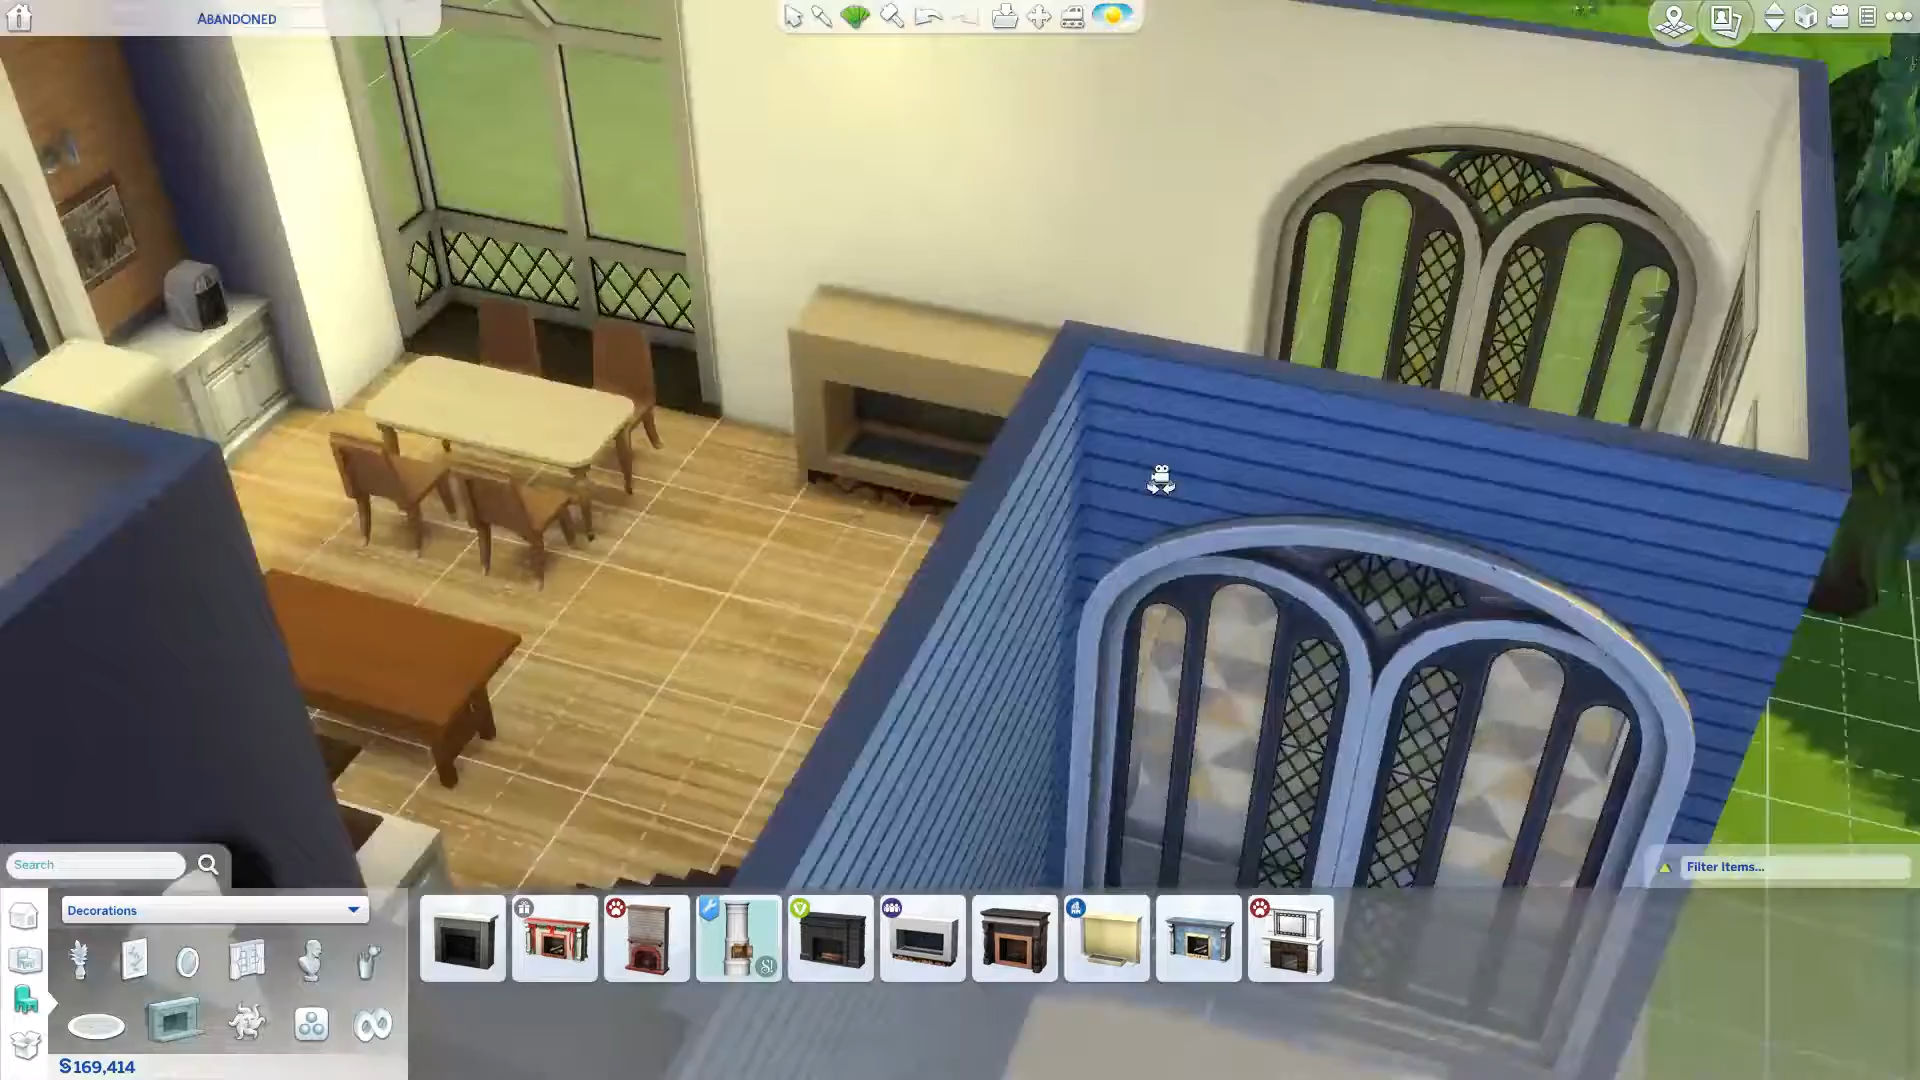 ABANDONED
Search
Filter Items...
Decorations
S!
§169,414